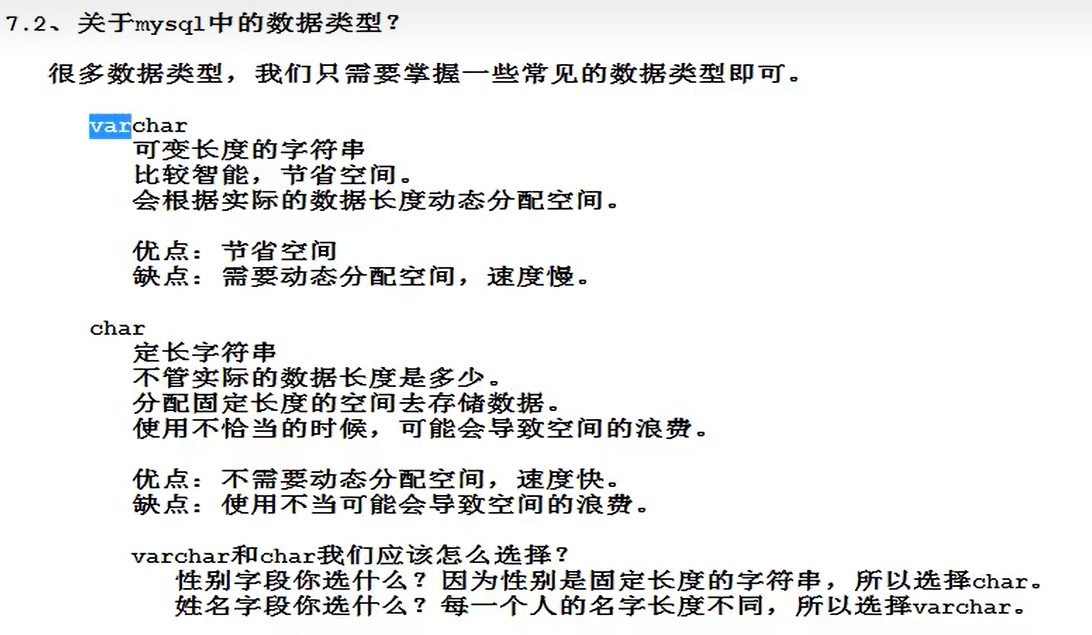 7.2、关于mysql中的数据类型？
很多数据类型，我们只需要掌握一些常见的数据类型即可。
varchar
可变长度的字符串
比较智能，节省空间。
会根据实际的数据长度动态分配空间。
优点：节省空间
缺点：需要动态分配空间，速度慢。
char
定长字符串
不管实际的数据长度是多少。
分配固定长度的空间去存储数据。
使用不恰当的时候，可能会导致空间的浪费。
优点：不需要动态分配空间，速度快。
缺点：使用不当可能会导致空间的浪费。
varchar和char我们应该怎么选择？
性别字段你选什么？因为性别是固定长度的字符串，所以选择char。
姓名字段你选什么？每一个人的名字长度不同，所以选择varchar。